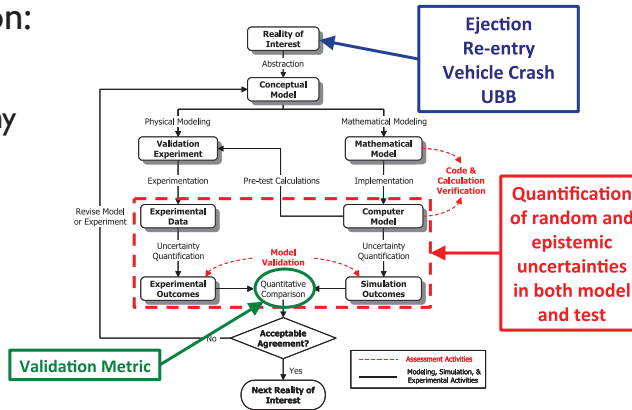 on:
ay
Reality of
Interest
Abstraction
Conceptual
Model
Physical Modeling
Mathematical Modeling
Validation
Experiment
Mathematical
Model
Experimentation
Pre-test Calculations
Implementation
Code &
Calculation
Verification
Revise Model
or Experiment
Experimental
Data
Computer
Model
Uncertainty
Quantification
Model
Validation
Uncertainty
Quantification
Experimental
Outcomes
Quantitative
Comparison
Simulation
Outcomes
No
Acceptable
Agreement?
Yes
Next Reality of
Interest
Ejection
Re-entry
Vehicle Crash
UBB
Quantification
of random and
epistemic
uncertainties
in both model
and test
Validation Metric
Assessment Activities
Modeling, Simulation, &
Experimental Activities